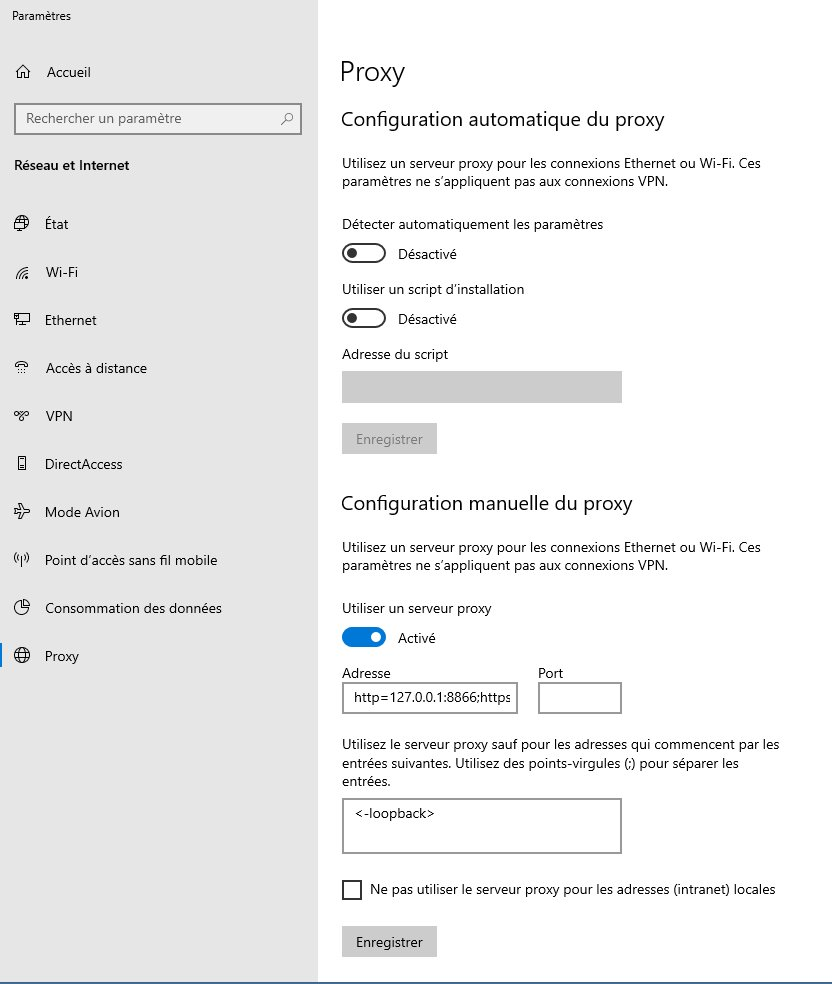 Paramètres
Accueil
Rechercher un paramètre
Réseau et Internet
État
Wi-Fi
Ethernet
Accès à distance
VPN
DirectAccess
Mode Avion
Point d’accès sans fil mobile
Consommation des données
Proxy
Proxy
Configuration automatique du proxy
Utilisez un serveur proxy pour les connexions Ethernet ou Wi-Fi. Ces
paramètres ne s’appliquent pas aux connexions VPN.
Détecter automatiquement les paramètres
Désactivé
Utiliser un script d’installation
Désactivé
Adresse du script
Enregistrer
Configuration manuelle du proxy
Utilisez un serveur proxy pour les connexions Ethernet ou Wi-Fi. Ces
paramètres ne s’appliquent pas aux connexions VPN.
Utiliser un serveur proxy
Activé
Adresse Port
http=127.0.0.1:8866;https
Utilisez le serveur proxy sauf pour les adresses qui commencent par les
entrées suivantes. Utilisez des points-virgules (;) pour séparer les
entrées.
<-loopback>
Ne pas utiliser le serveur proxy pour les adresses (intranet) locales
Enregistrer